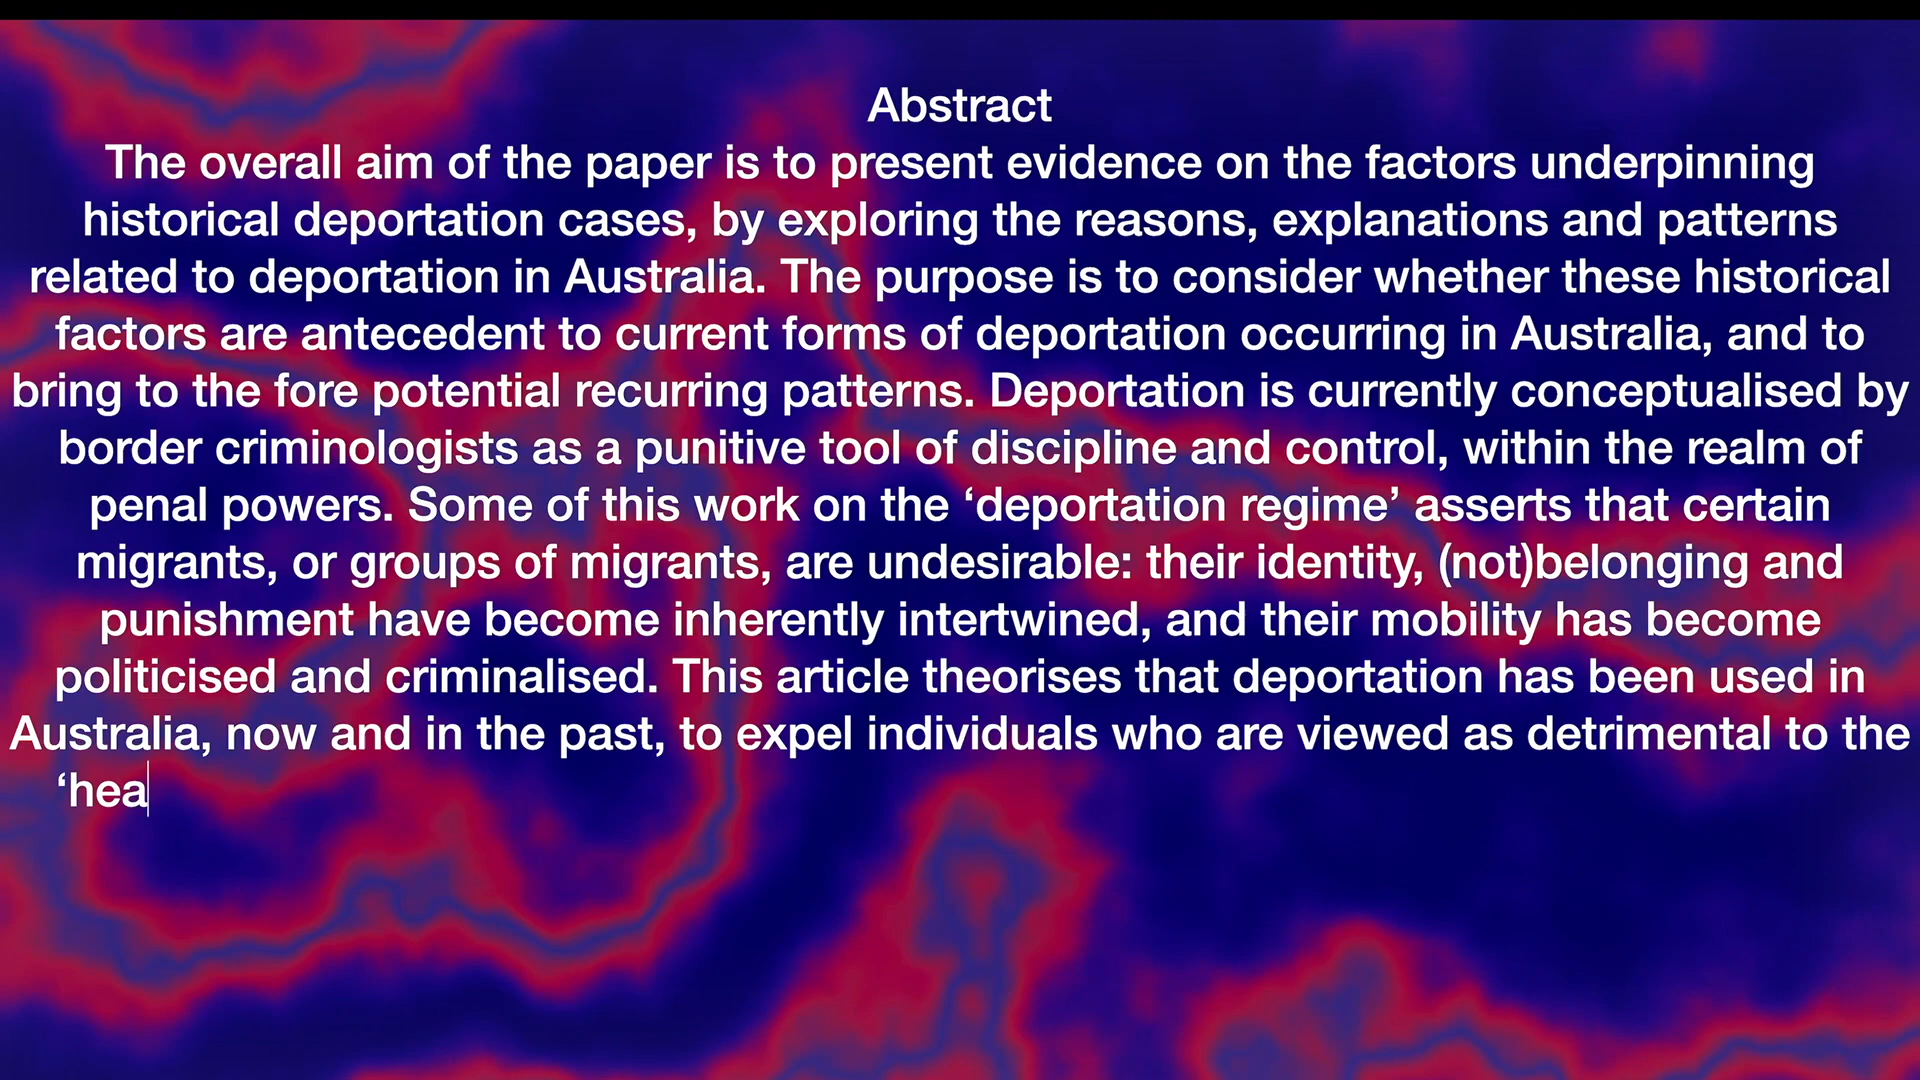 Abstract
The overall aim of the paper is to present evidence on the factors underpinning
historical deportation cases, by exploring the reasons, explanations and patterns
related to deportation in Australia. The purpose is to consider whether these historical
factors are antecedent to current forms of deportation occurring in Australia, and to
bring to the fore potential recurring patterns. Deportation is currently conceptualised by
border criminologists as a punitive tool of discipline and control, within the realm of
penal powers. Some of this work on the ‘deportation regime’ asserts that certain
migrants, or groups of migrants, are undesirable: their identity, (not)belonging and
punishment have become inherently intertwined, and their mobility has become
politicised and criminalised. This article theorises that deportation has been used in
Australia, now and in the past, to expel individuals who are viewed as detrimental to the
‘hea